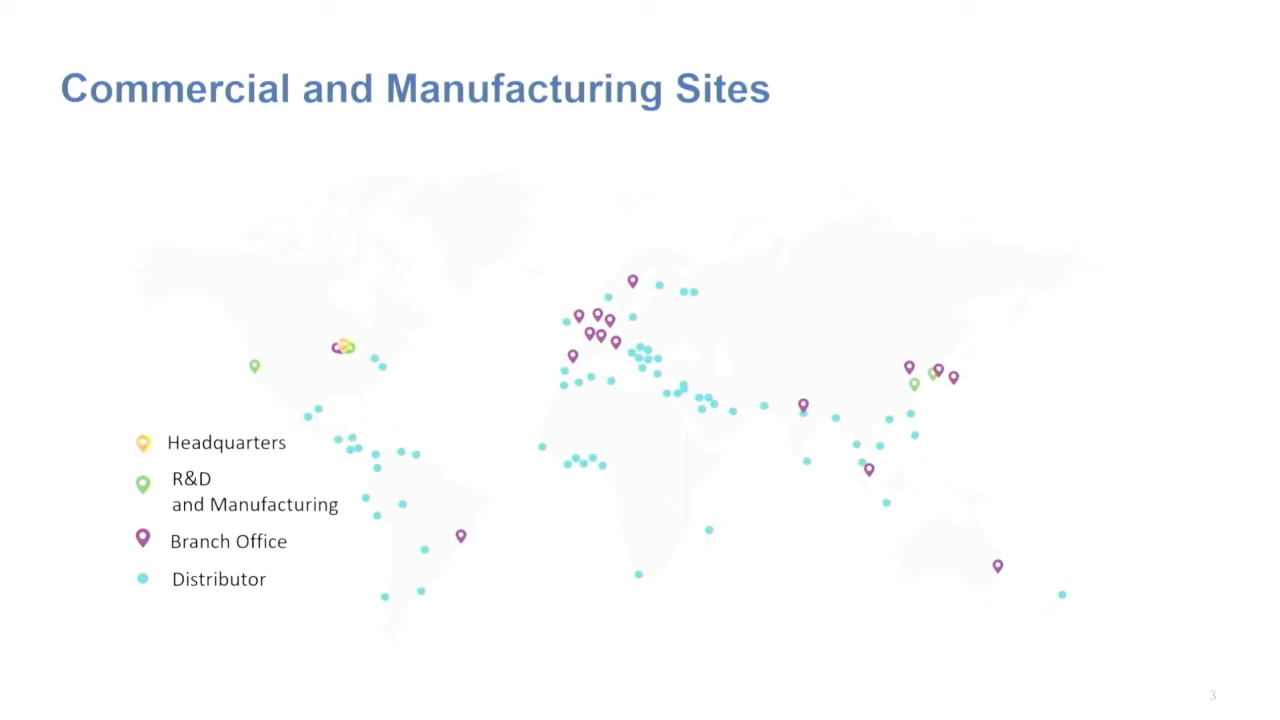 Commercial and Manufacturing Sites
Headquarters
R&D
and Manufacturing
Branch Office
Distributor
3